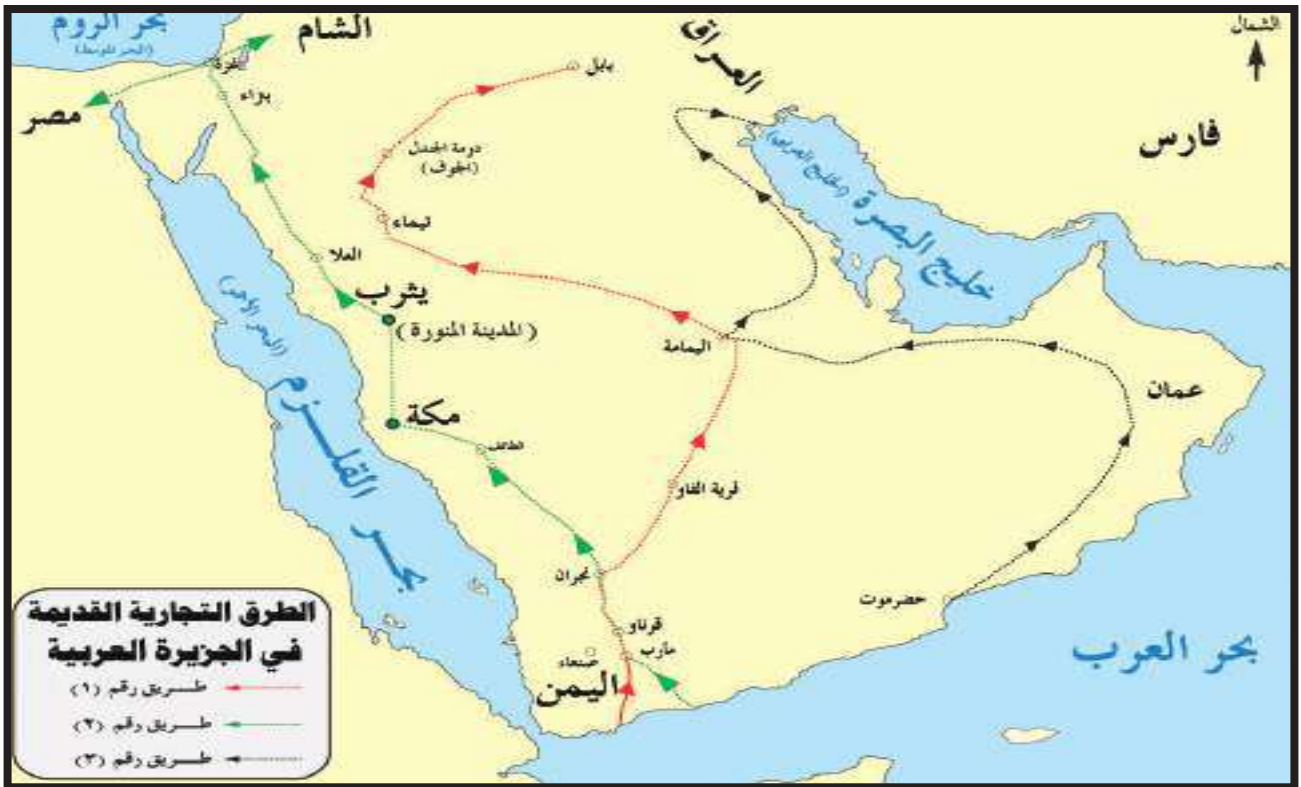 بحر الروم
(البحر المتوسط)
الشام
العراق
الشمال
غزة
بابل
بتراء
مصر
فارس
دومة الجندل
(الجوف)
خليج البصرة
(الخليج العربي)
تيماء
العلا
يثرب
(المدينة المنورة)
بحر القلزم
(البحر الأحمر)
اليمامة
عمان
مكة
الطائف
قرية الفاو
نجران
حضرموت
قرناو
مأرب
صنعاء
اليمن
بحر العرب
الطرق التجارية القديمة
في الجزيرة العربية
طريق رقم (١)
طريق رقم (٢)
طريق رقم (٣)